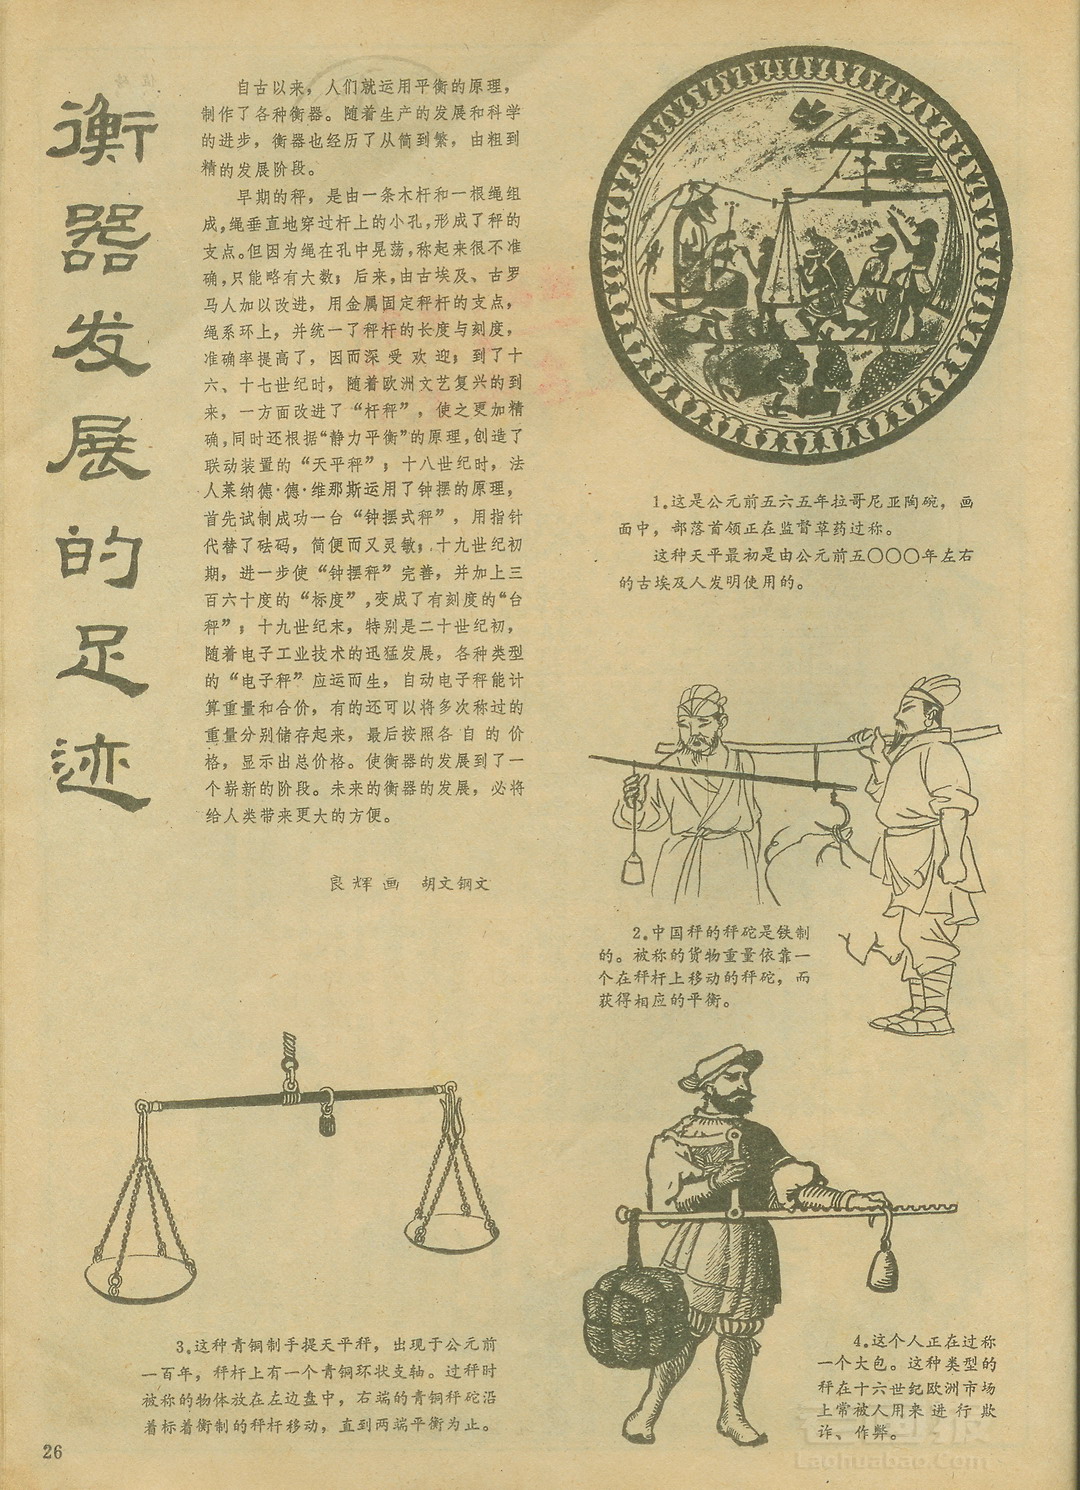 衡器发展的足迹
自古以来，人们就运用平衡的原理，
制作了各种衡器。随着生产的发展和科学
的进步，衡器也经历了从简到繁，由粗到
精的发展阶段。
早期的秤，是由一条木杆和一根绳组
成，绳垂直地穿过杆上的小孔，形成了秤的
支点。但因为绳在孔中晃荡，称起来很不准
确，只能略有大数；后来，由古埃及、古罗
马人加以改进，用金属固定秤杆的支点，
绳系环上，并统一了秤杆的长度与刻度，
准确率提高了，因而深受欢迎；到了十
六、十七世纪时，随着欧洲文艺复兴的到
来，一方面改进了“杆秤”，使之更加精
确，同时还根据“静力平衡”的原理，创造了
联动装置的“天平秤”；十八世纪时，法
人莱纳德·德·维那斯运用了钟摆的原理，
首先试制成功一台“钟摆式秤”，用指针
代替了砝码，简便而又灵敏；十九世纪初
期，进一步使“钟摆秤”完善，并加上三
百六十度的“标度”，变成了有刻度的“台
秤”；十九世纪末，特别是二十世纪初，
随着电子工业技术的迅猛发展，各种类型
的“电子秤”应运而生，自动电子秤能计
算重量和合价，有的还可以将多次称过的
重量分别储存起来，最后按照各自的价
格，显示出总价格。使衡器的发展到了一
个崭新的阶段。未来的衡器的发展，必将
给人类带来更大的方便。
良辉画 胡文钢文
1.这是公元前五六五年拉哥尼亚陶碗，画
面中，部落首领正在监督草药过称。
这种天平最初是由公元前五〇〇〇年左右
的古埃及人发明使用的。
2.中国秤的秤砣是铁制
的。被称的货物重量依靠一
个在秤杆上移动的秤砣，而
获得相应的平衡。
3.这种青铜制手提天平秤，出现于公元前
一百年，秤杆上有一个青铜环状支轴。过秤时
被称的物体放在左边盘中，右端的青铜秤砣沿
着标着衡制的秤杆移动，直到两端平衡为止。
4.这个人正在过称
一个大包。这种类型的
秤在十六世纪欧洲市场
上常被人用来进行欺
诈、作弊。
26
老画报
Laohuabao.Com